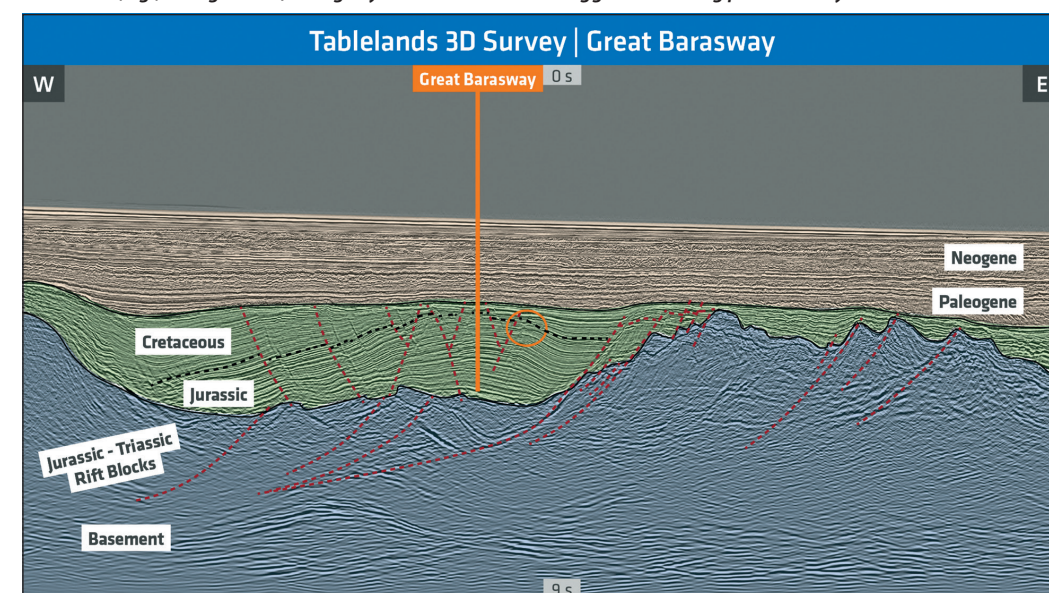 Tablelands 3D Survey | Great Barasway
W
Great Barasway
0 s
E
Neogene
Paleogene
Cretaceous
Jurassic
Jurassic - Triassic
Rift Blocks
Basement
9 s